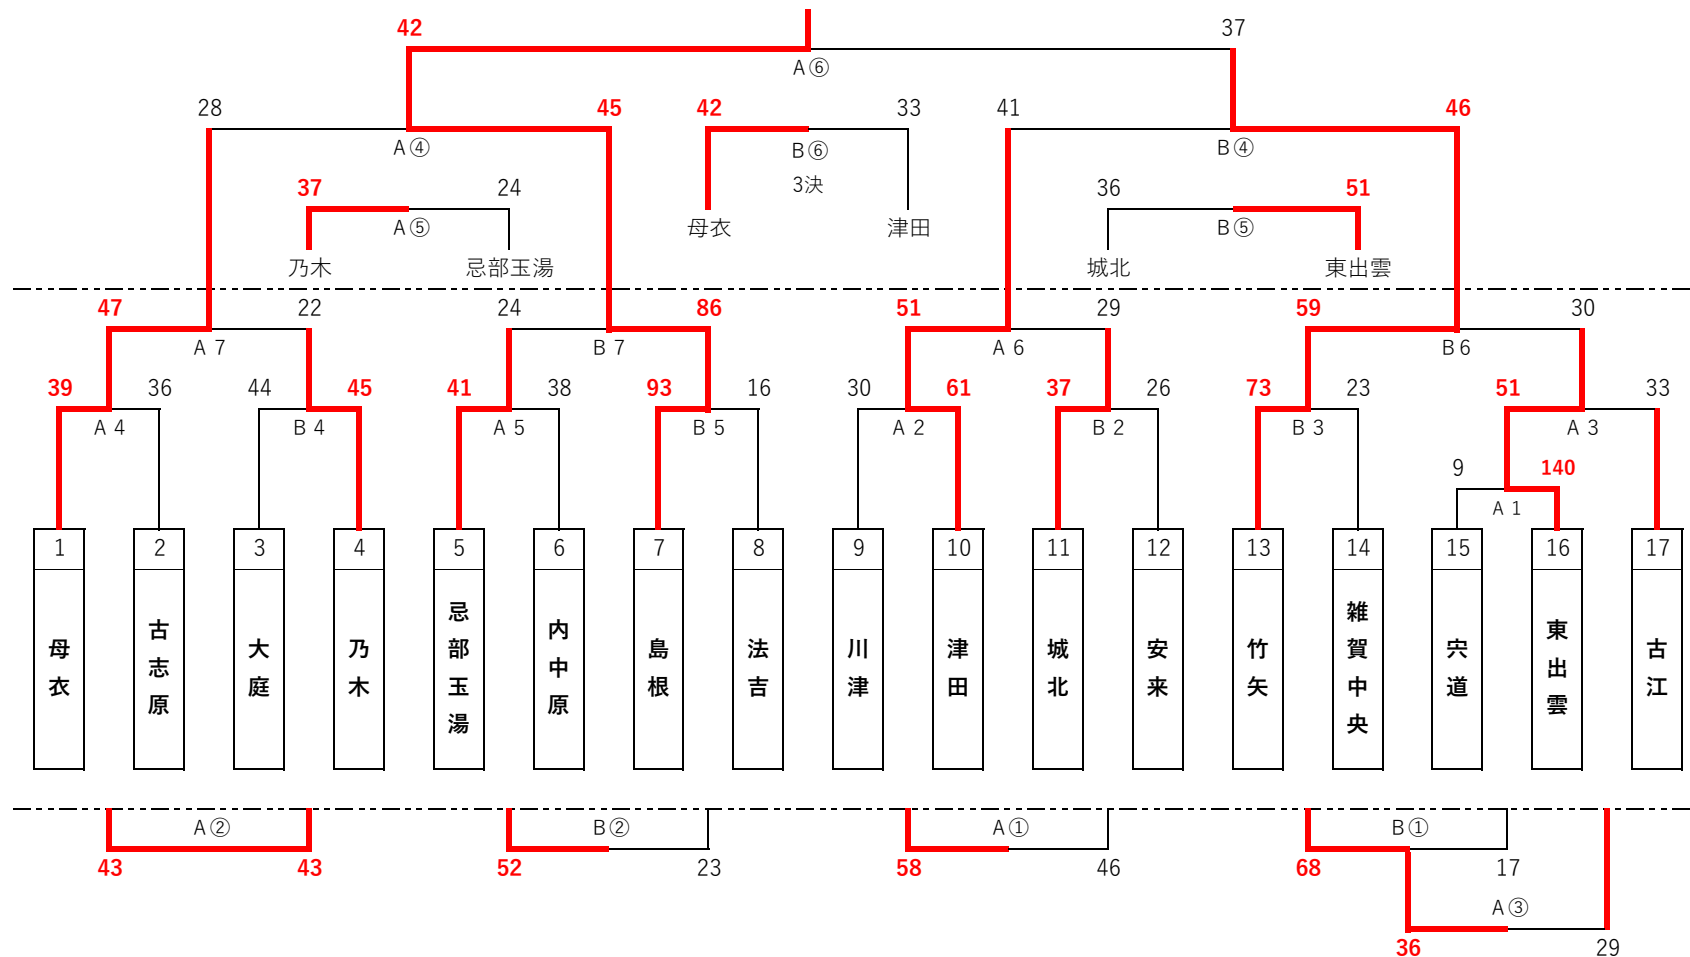 42 37
A⑥
28 45 42 33 41 46
A④ B⑥ B④
3決
37 24 36 51
A⑤ 母衣 津田 B⑤
乃木 忌部玉湯 城北 東出雲
47 22 24 86 51 29 59 30
A 7 B 7 A 6 B 6
39 36 44 45 41 38 93 16 30 61 37 26 73 23 51 33
A 4 B 4 A 5 B 5 A 2 B 2 B 3 A 3
9 140
A 1
1 2 3 4 5 6 7 8 9 10 11 12 13 14 15 16 17
母衣
古志原
大庭
乃木
忌部玉湯
内中原
島根
法吉
川津
津田
城北
安来
竹矢
雑賀中央
宍道
東出雲
古江
A② B② A① B①
43 43 52 23 58 46 68 17
A③
36 29